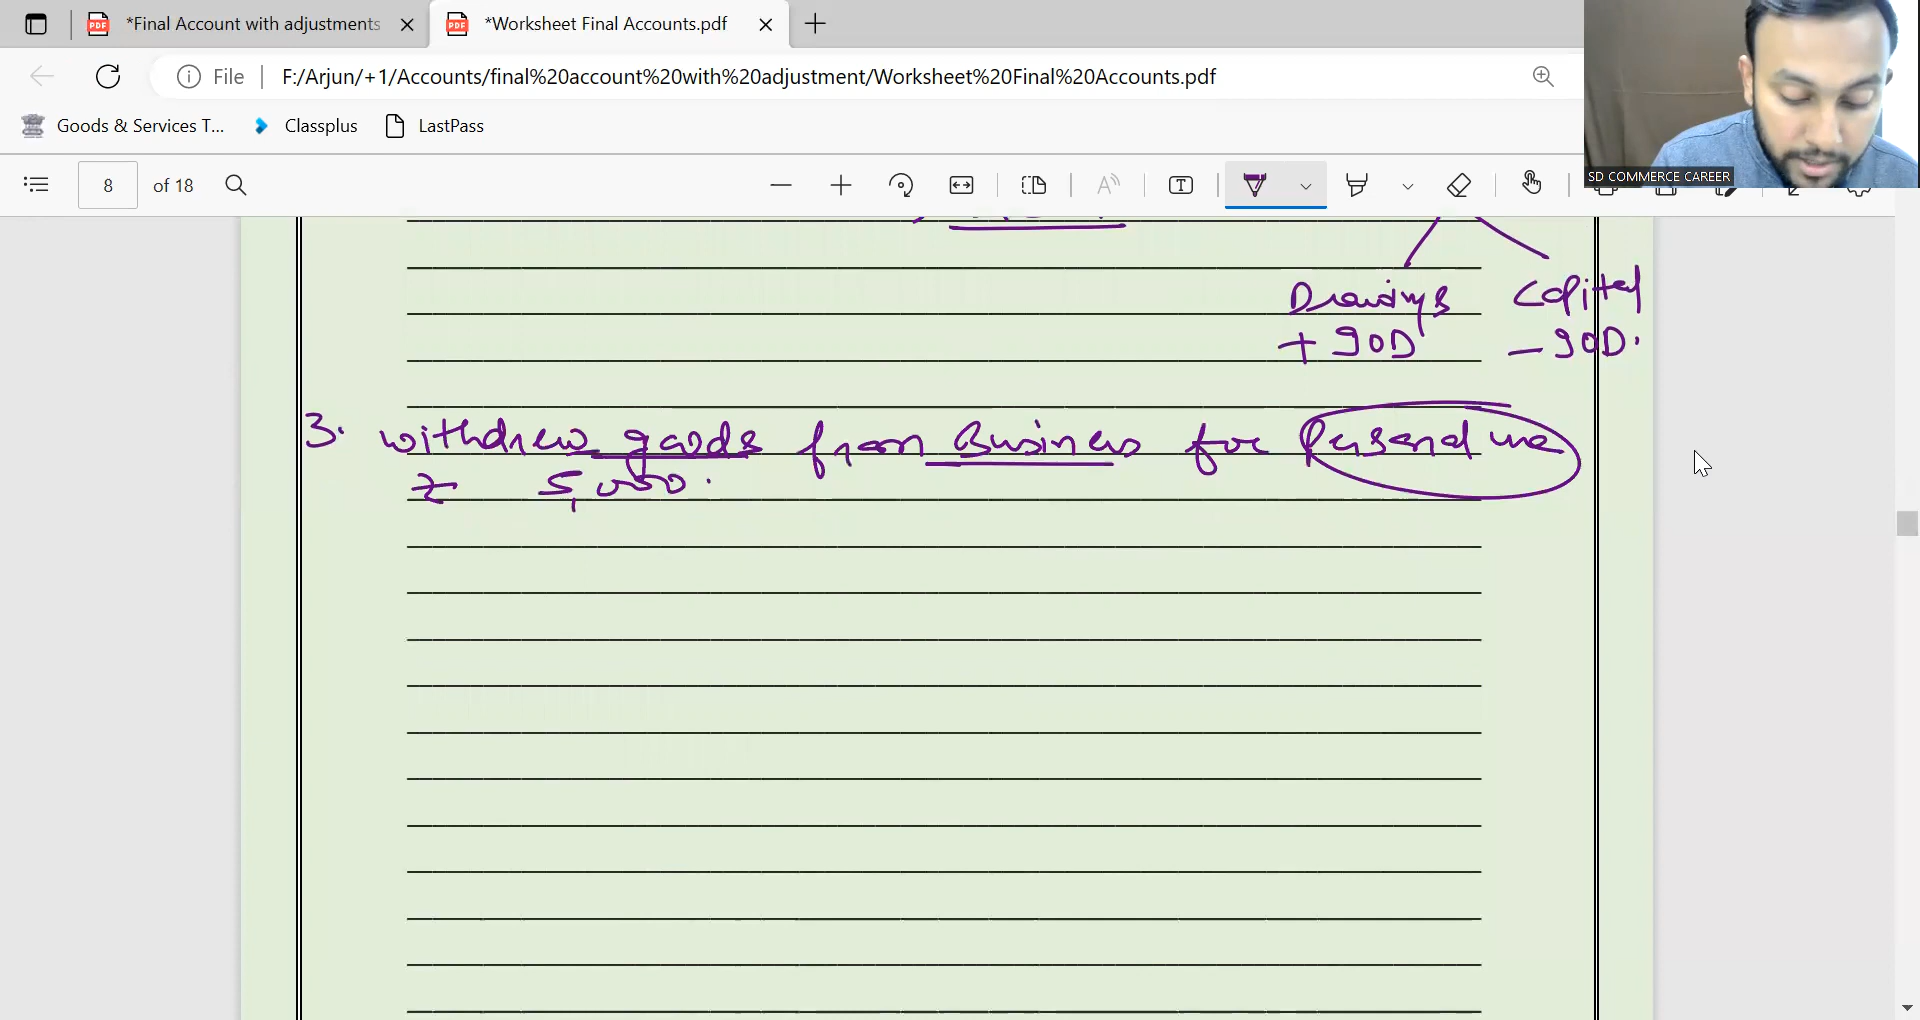 *Final Account with adjustments
*Worksheet Final Accounts.pdf
File
F:/Arjun/+1/Accounts/final%20account%20with%20adjustment/Worksheet%20Final%20Accounts.pdf
Goods & Services T...
Classplus
LastPass
8 of 18
SD COMMERCE CAREER
Drawings Capital
+ IOD - IOD.
3. withdrew goods from Business for Personal use
₹ 5,000.